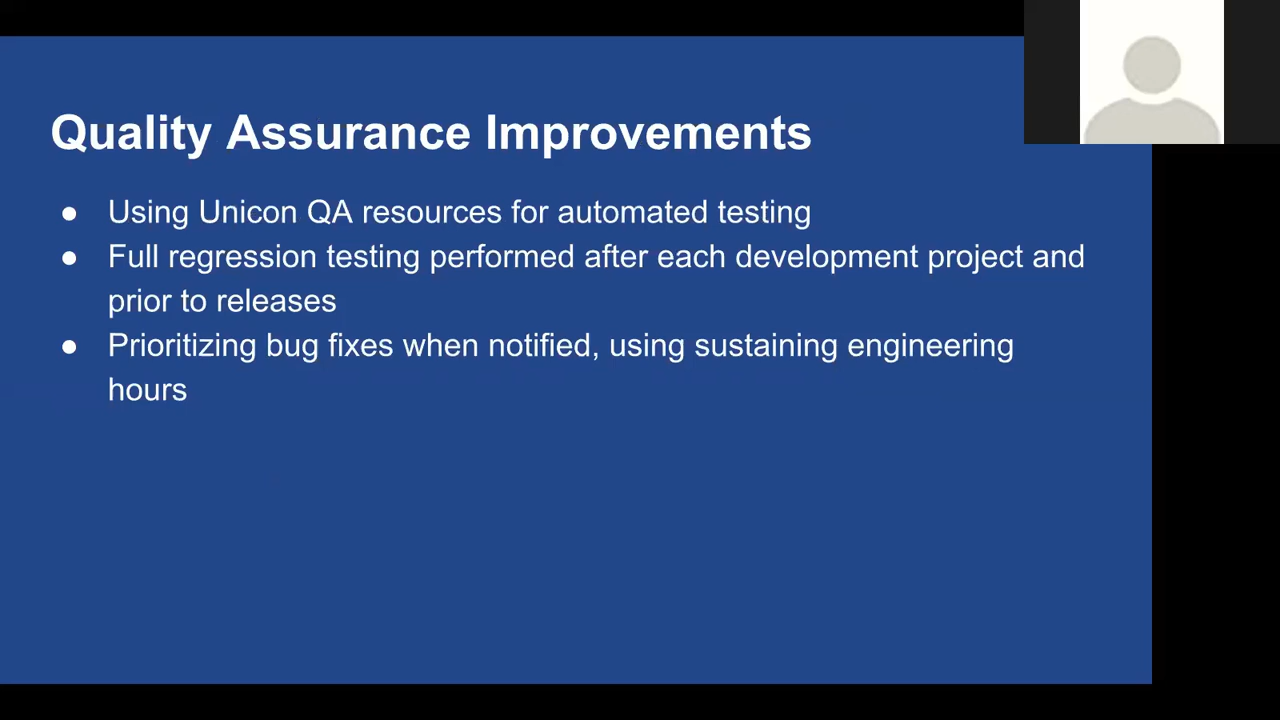 Quality Assurance Improvements
● Using Unicon QA resources for automated testing
● Full regression testing performed after each development project and
prior to releases
● Prioritizing bug fixes when notified, using sustaining engineering
hours